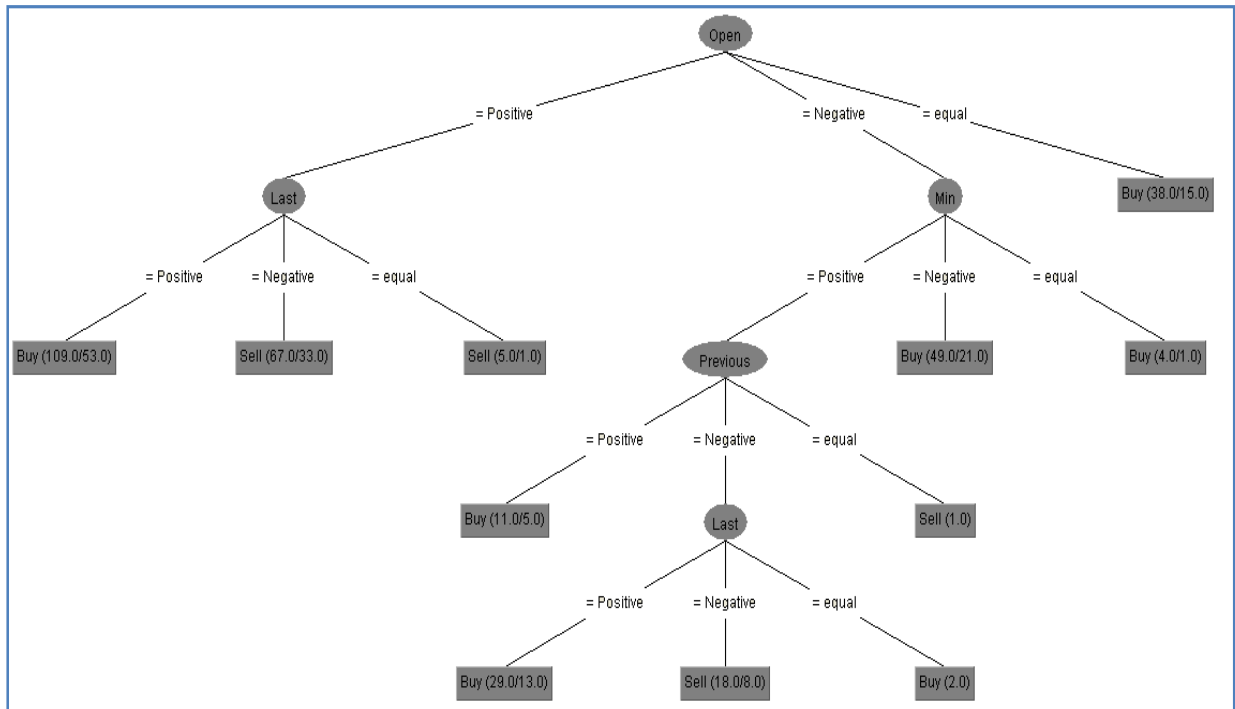 Open
= Positive
= Negative
= equal
Last
Min
Buy (38.0/15.0)
= Positive
= Negative
= equal
= Positive
= Negative
= equal
Buy (109.0/53.0)
Sell (67.0/33.0)
Sell (5.0/1.0)
Previous
Buy (49.0/21.0)
Buy (4.0/1.0)
= Positive
= Negative
= equal
Buy (11.0/5.0)
Last
Sell (1.0)
= Positive
= Negative
= equal
Buy (29.0/13.0)
Sell (18.0/8.0)
Buy (2.0)